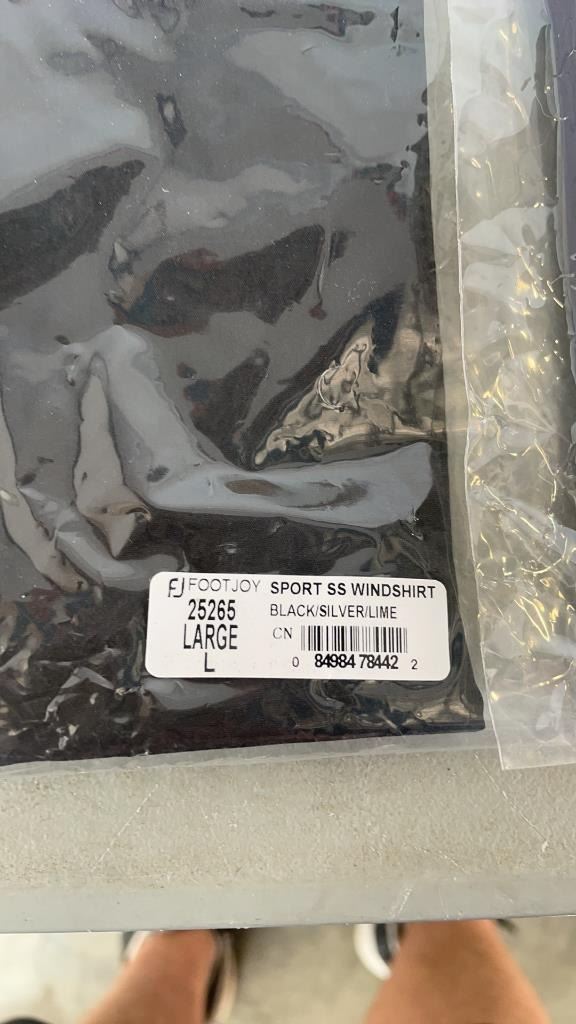 FJ FOOTJOY SPORT SS WINDSHIRT
25265 BLACK/SILVER/LIME
LARGE CN
L 0 84984 78442 2